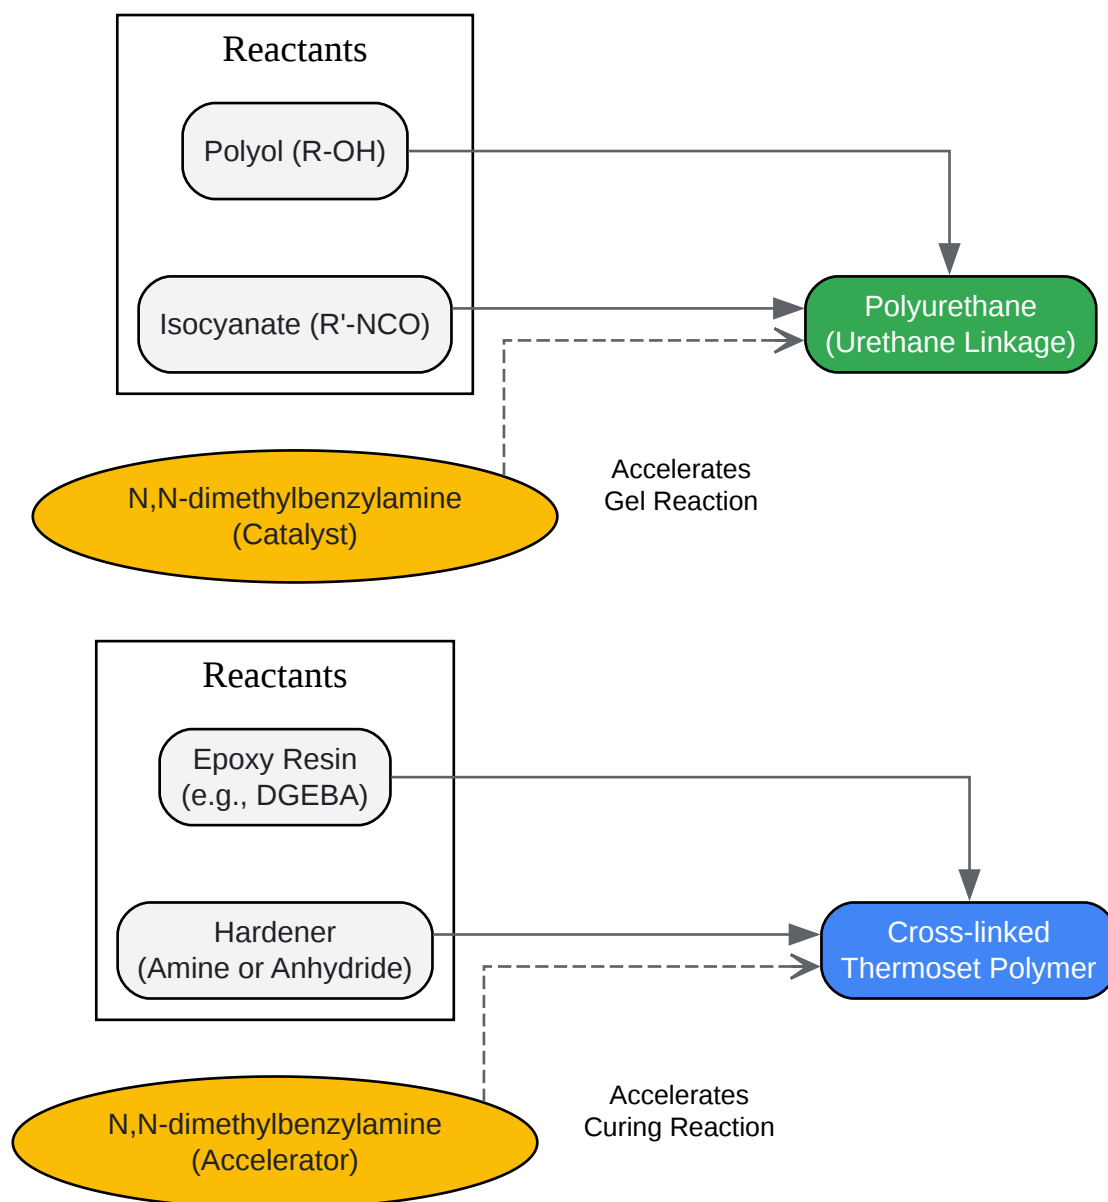 Reactants
Polyol (R-OH)
Isocyanate (R'-NCO)
Polyurethane
(Urethane Linkage)
N,N-dimethylbenzylamine
(Catalyst)
Accelerates
Gel Reaction
Reactants
Epoxy Resin
(e.g., DGEBA)
Hardener
(Amine or Anhydride)
Cross-linked
Thermoset Polymer
N,N-dimethylbenzylamine
(Accelerator)
Accelerates
Curing Reaction